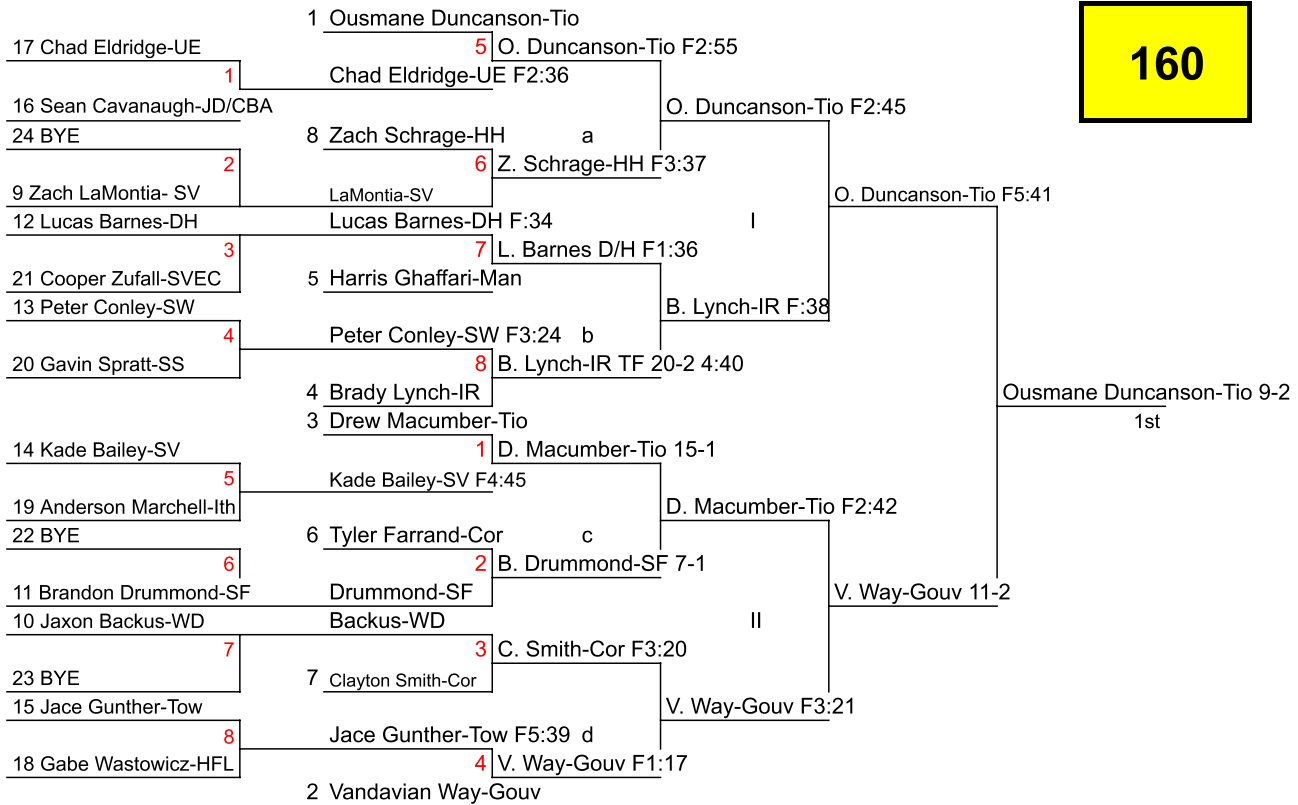 1 Ousmane Duncanson-Tio
17 Chad Eldridge-UE
5 O. Duncanson-Tio F2:55
160
1 Chad Eldridge-UE F2:36
16 Sean Cavanaugh-JD/CBA
O. Duncanson-Tio F2:45
24 BYE
8 Zach Schrage-HH a
2
6 Z. Schrage-HH F3:37
9 Zach LaMontia- SV
LaMontia-SV
O. Duncanson-Tio F5:41
12 Lucas Barnes-DH
Lucas Barnes-DH F:34
I
3
7 L. Barnes D/H F1:36
21 Cooper Zufall-SVEC
5 Harris Ghaffari-Man
13 Peter Conley-SW
B. Lynch-IR F:38
4
Peter Conley-SW F3:24 b
20 Gavin Spratt-SS
8 B. Lynch-IR TF 20-2 4:40
4 Brady Lynch-IR
Ousmane Duncanson-Tio 9-2
3 Drew Macumber-Tio
1st
14 Kade Bailey-SV
1 D. Macumber-Tio 15-1
5
Kade Bailey-SV F4:45
19 Anderson Marchell-Ith
D. Macumber-Tio F2:42
22 BYE
6 Tyler Farrand-Cor c
6
2 B. Drummond-SF 7-1
11 Brandon Drummond-SF
Drummond-SF
V. Way-Gouv 11-2
10 Jaxon Backus-WD
Backus-WD
II
7
3 C. Smith-Cor F3:20
23 BYE
7 Clayton Smith-Cor
15 Jace Gunther-Tow
V. Way-Gouv F3:21
8
Jace Gunther-Tow F5:39 d
18 Gabe Wastowicz-HFL
4 V. Way-Gouv F1:17
2 Vandavian Way-Gouv